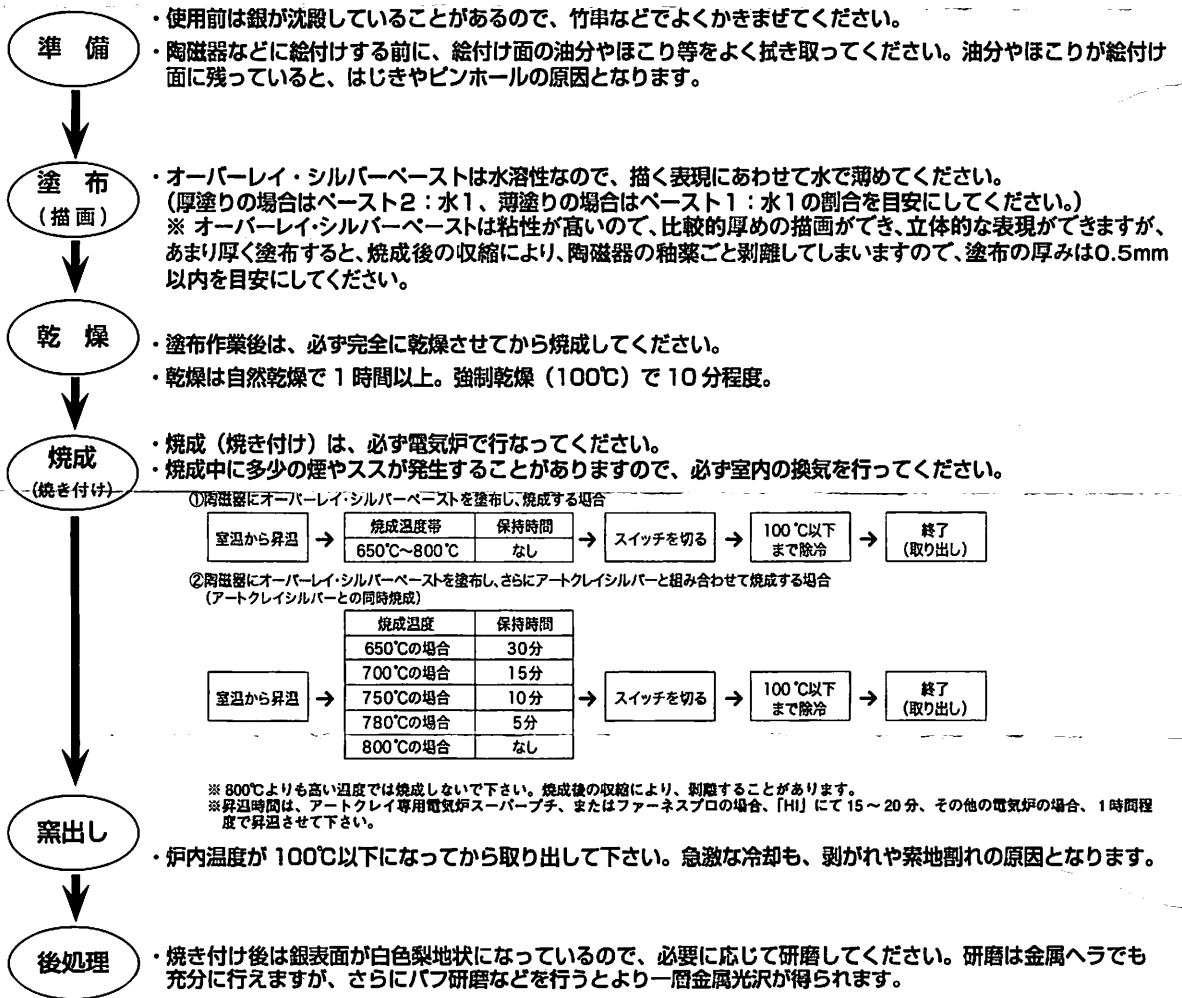 準 備
・使用前は銀が沈殿していることがあるので、竹串などでよくかきまぜてください。
・陶磁器などに絵付けする前に、絵付け面の油分やほこり等をよく拭き取ってください。油分やほこりが絵付け
面に残っていると、はじきやピンホールの原因となります。
塗 布
(描画)
・オーバーレイ・シルバーペーストは水溶性なので、描く表現にあわせて水で薄めてください。
(厚塗りの場合はペースト2:水1、薄塗りの場合はペースト1:水1の割合を目安にしてください。)
※ オーバーレイ・シルバーペーストは粘性が高いので、比較的厚めの描画ができ、立体的な表現ができますが、
あまり厚く塗布すると、焼成後の収縮により、陶磁器の釉薬ごと剥離してしまいますので、塗布の厚みは0.5mm
以内を目安にしてください。
乾 燥
・塗布作業後は、必ず完全に乾燥させてから焼成してください。
・乾燥は自然乾燥で1時間以上。強制乾燥(100℃)で10分程度。
焼成
(焼き付け)
・焼成(焼き付け)は、必ず電気炉で行なってください。
・焼成中に多少の煙やススが発生することがありますので、必ず室内の換気を行ってください。
①陶磁器にオーバーレイ・シルバーペーストを塗布し、焼成する場合
室温から昇温 → 焼成温度帯 保持時間 → スイッチを切る → 100℃以下 まで除冷 → 終了 (取り出し)
650℃~800℃ なし
②陶磁器にオーバーレイ・シルバーペーストを塗布し、さらにアートクレイシルバーと組み合わせて焼成する場合
(アートクレイシルバーとの同時焼成)
焼成温度 保持時間
650℃の場合 30分
700℃の場合 15分
室温から昇温 → 750℃の場合 10分 → スイッチを切る → 100℃以下 まで除冷 → 終了 (取り出し)
780℃の場合 5分
800℃の場合 なし
※ 800℃よりも高い温度では焼成しないで下さい。焼成後の収縮により、剥離することがあります。
※昇温時間は、アートクレイ専用電気炉スーパープチ、またはファーネスプロの場合、「HI」にて15~20分、その他の電気炉の場合、1時間程
度で昇温させて下さい。
窯出し
・炉内温度が100℃以下になってから取り出して下さい。急激な冷却も、剥がれや素地割れの原因となります。
後処理
・焼き付け後は銀表面が白色梨地状になっているので、必要に応じて研磨してください。研磨は金属ヘラでも
充分に行えますが、さらにバフ研磨などを行うとより一層金属光沢が得られます。